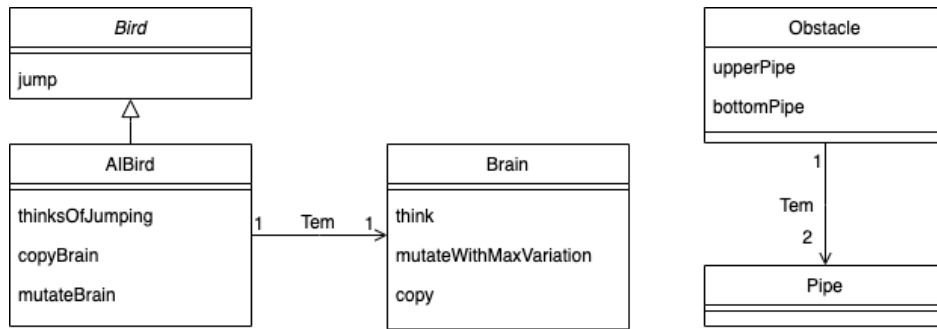 Bird
jump
AIBird
thinksOfJumping
copyBrain
mutateBrain
1
Tem
1
Brain
think
mutateWithMaxVariation
copy
Obstacle
upperPipe
bottomPipe
1
Tem
2
Pipe